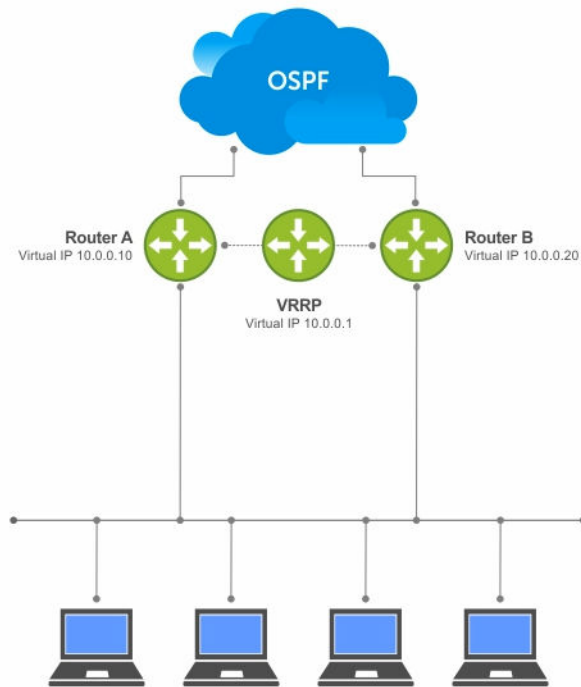 OSPF
Router A
Virtual IP 10.0.0.10
Router B
Virtual IP 10.0.0.20
VRRP
Virtual IP 10.0.0.1